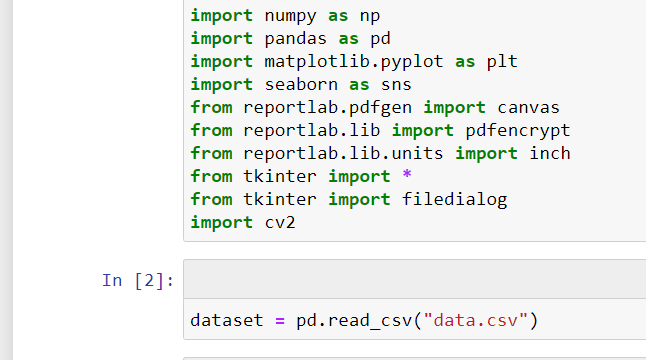 import numpy as np
import pandas as pd
import matplotlib.pyplot as plt
import seaborn as sns
from reportlab.pdfgen import canvas
from reportlab.lib import pdfencrypt
from reportlab.lib.units import inch
from tkinter import *
from tkinter import filedialog
import cv2
In [2]:
dataset = pd.read_csv("data.csv")